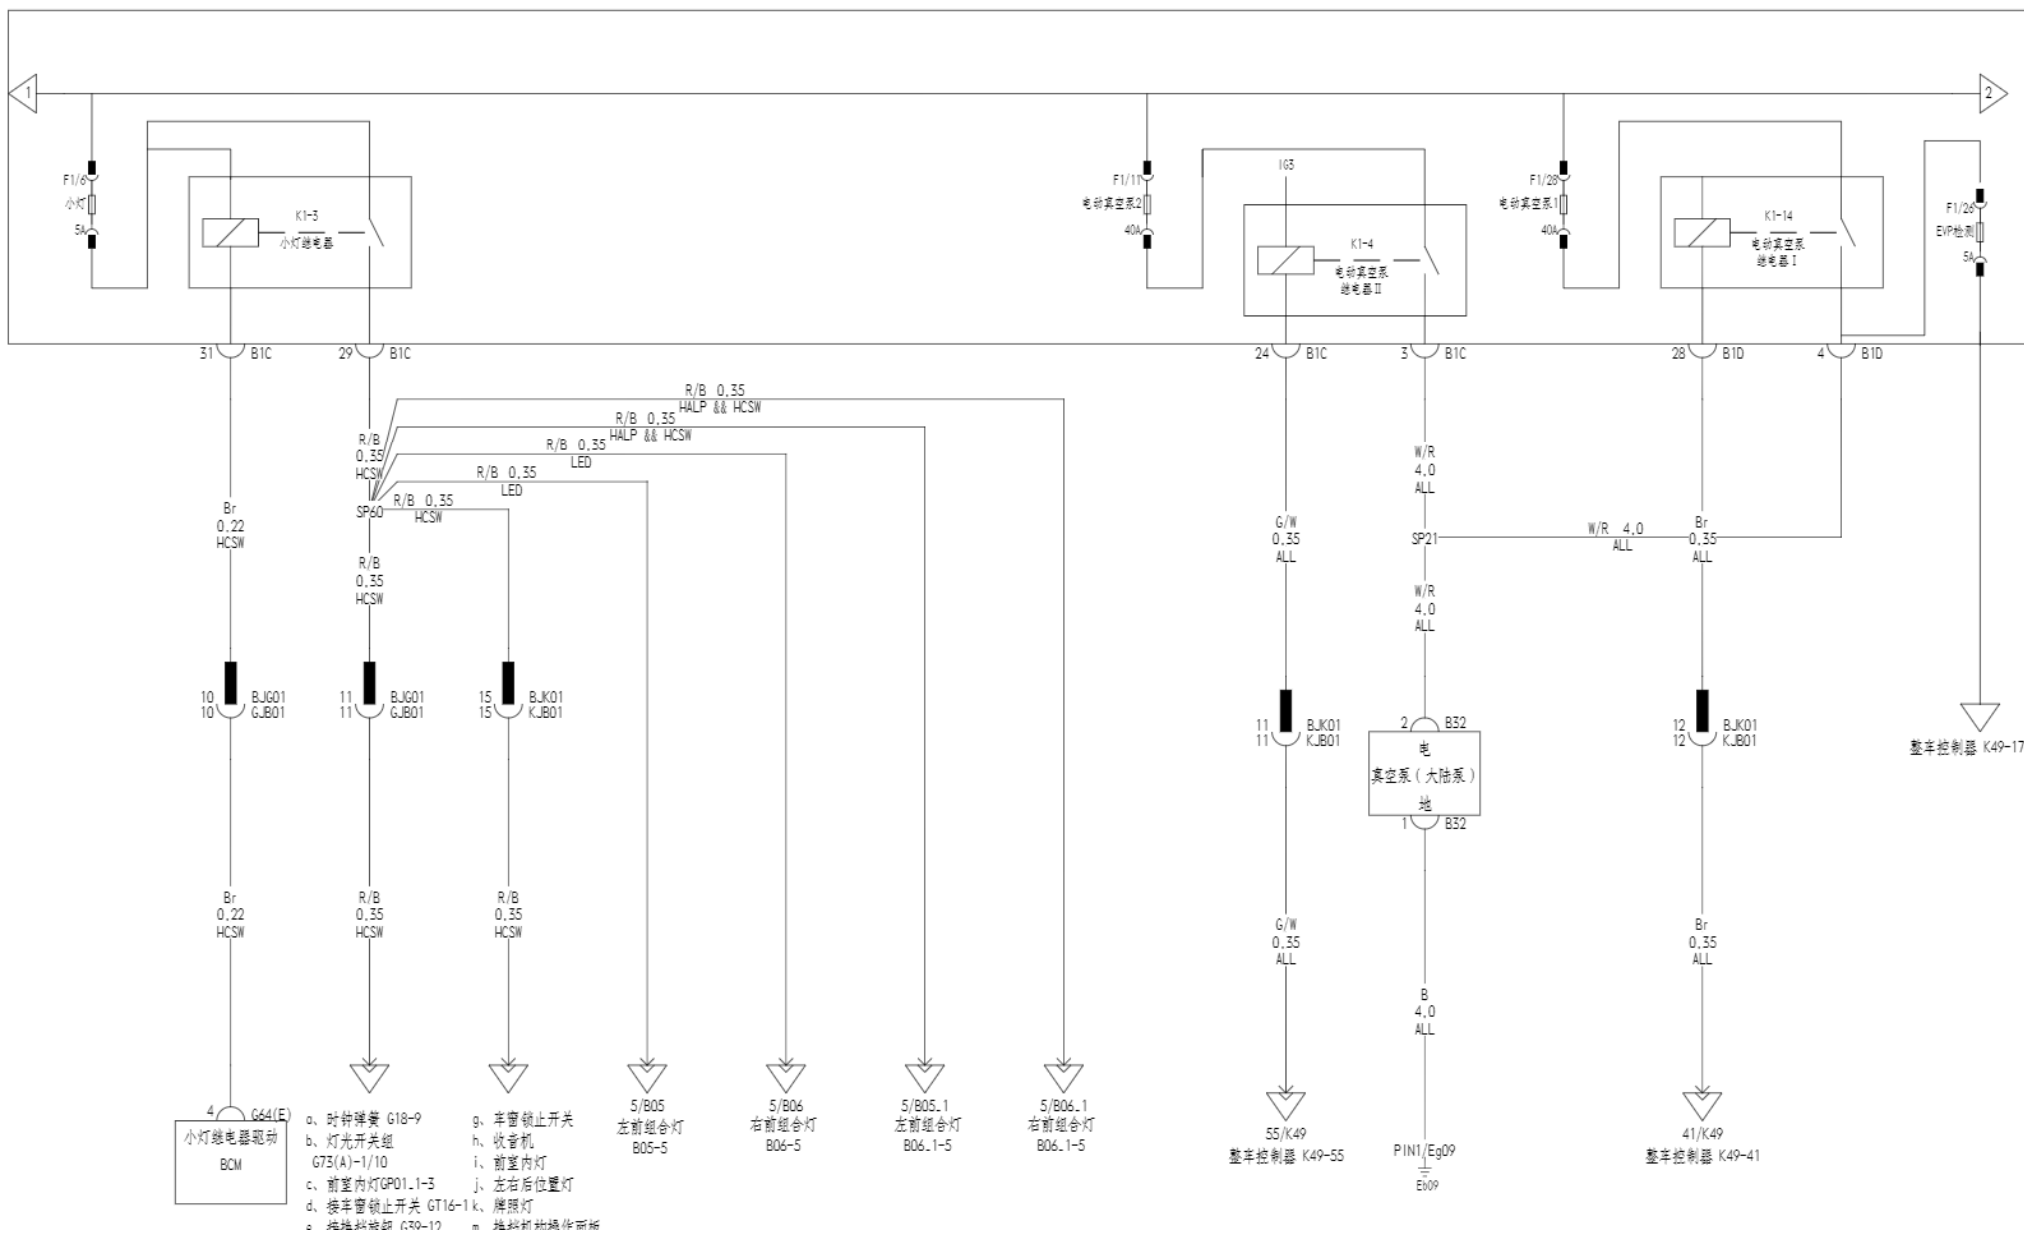 1
2
F1/6
小灯
5A
K1-3
小灯继电器
F1/11
电动真空泵2
40A
IG3
K1-4
电动真空泵
继电器Ⅱ
F1/28
电动真空泵1
40A
K1-14
电动真空泵
继电器Ⅰ
F1/26
EVP检测
5A
31 B1C
29 B1C
24 B1C
3 B1C
28 B1D
4 B1D
R/B 0.35
HALP && HCSW
R/B 0.35
HALP && HCSW
R/B 0.35
LED
R/B 0.35
LED
R/B 0.35
HCSW
R/B
0.35
HCSW
SP60
Br
0.22
HCSW
R/B
0.35
HCSW
W/R
4.0
ALL
G/W
0.35
ALL
SP21
W/R 4.0
ALL
Br
0.35
ALL
W/R
4.0
ALL
10 BJG01
10 GJB01
11 BJG01
11 GJB01
15 BJK01
15 KJB01
11 BJK01
11 KJB01
2 B32
电
真空泵(大陆泵)
地
1 B32
12 BJK01
12 KJB01
整车控制器 K49-17
Br
0.22
HCSW
R/B
0.35
HCSW
R/B
0.35
HCSW
G/W
0.35
ALL
B
4.0
ALL
Br
0.35
ALL
4 G64(E)
小灯继电器驱动
BCM
a、时钟弹簧 G18-9
b、灯光开关组
G73(A)-1/10
c、前室内灯GP01_1-3
d、接车窗锁止开关 GT16-1
e、接换挡旋钮 G39-12
g、车窗锁止开关
h、收音机
i、前室内灯
j、左右后位置灯
k、牌照灯
m、换挡机构操作面板
5/B05
左前组合灯
B05-5
5/B06
右前组合灯
B06-5
5/B05_1
左前组合灯
B06_1-5
5/B06_1
右前组合灯
B06_1-5
55/K49
整车控制器 K49-55
PIN1/Eg09
Eb09
41/K49
整车控制器 K49-41